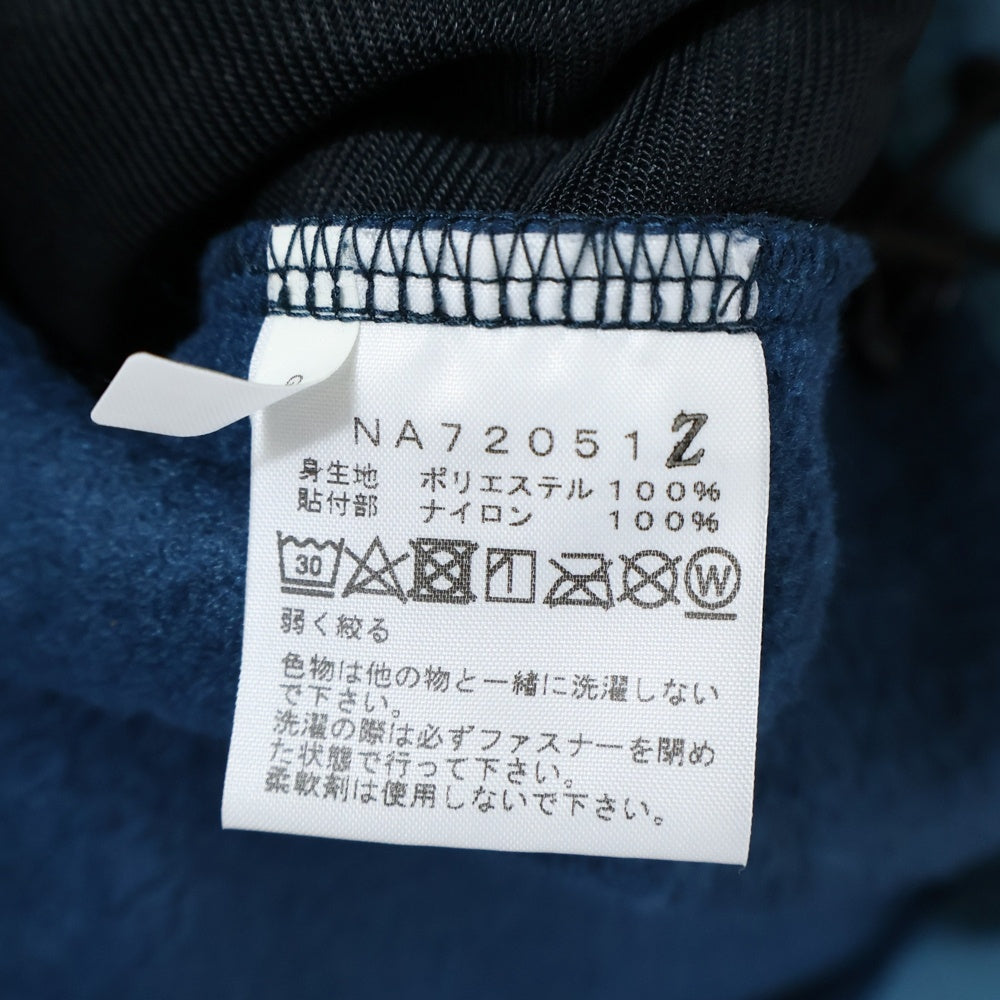 NA72051 Z
身生地 ポリエステル 100%
貼付部 ナイロン 100%
30 W
弱く絞る
色物は他の物と一緒に洗濯しない
で下さい。
洗濯の際は必ずファスナーを閉め
た状態で行って下さい。
柔軟剤は使用しないで下さい。